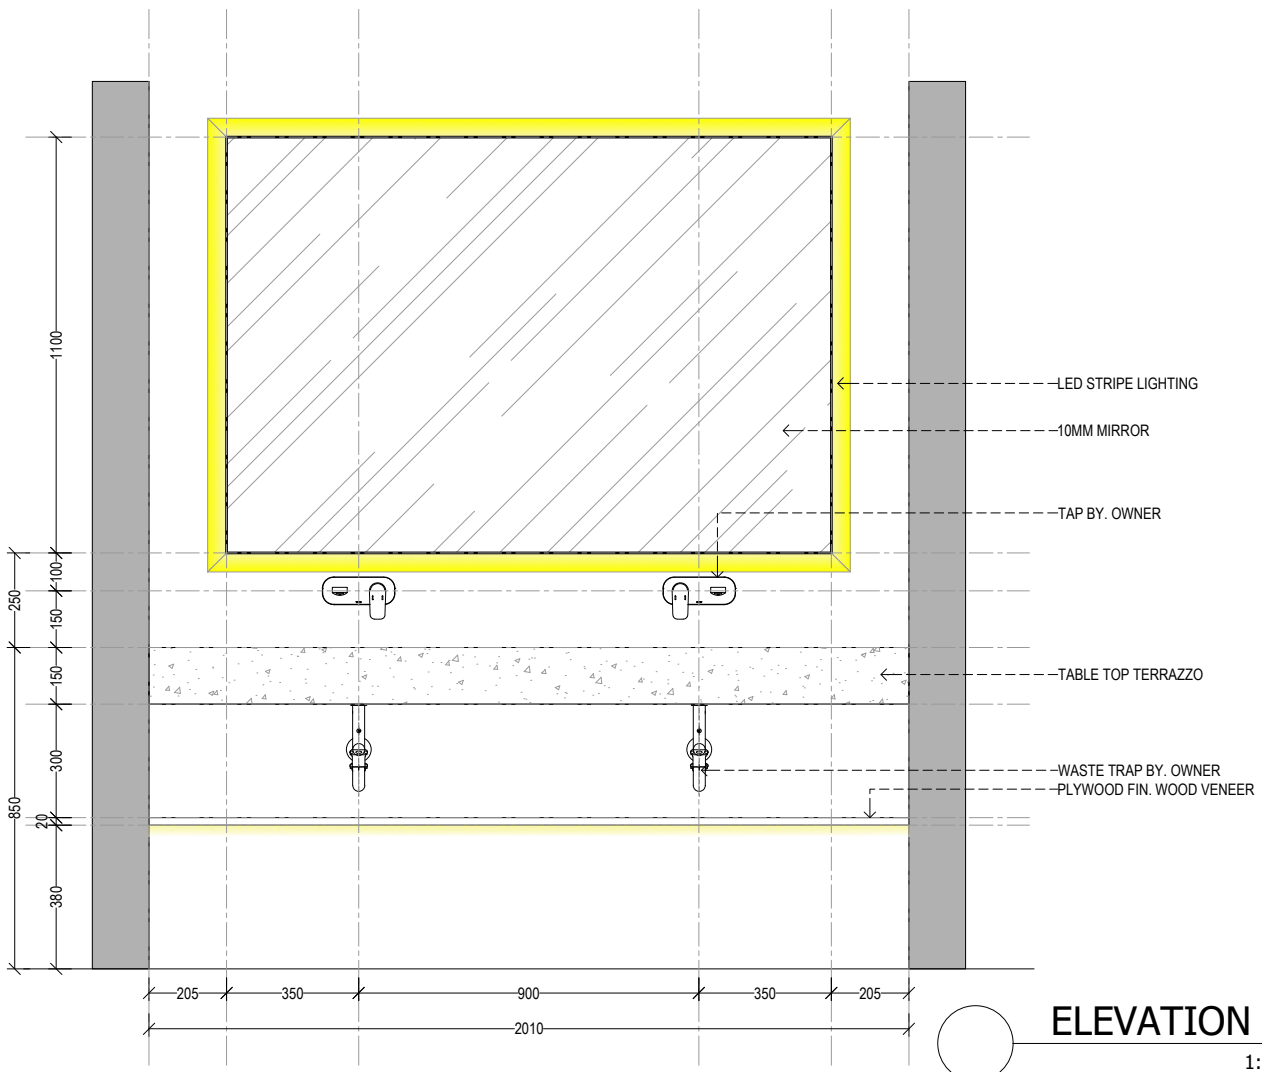 1100
LED STRIPE LIGHTING
10MM MIRROR
TAP BY. OWNER
100
250
150
150
TABLE TOP TERRAZZO
300
WASTE TRAP BY. OWNER
PLYWOOD FIN. WOOD VENEER
850
20
380
205
350
900
350
205
2010
ELEVATION
1: